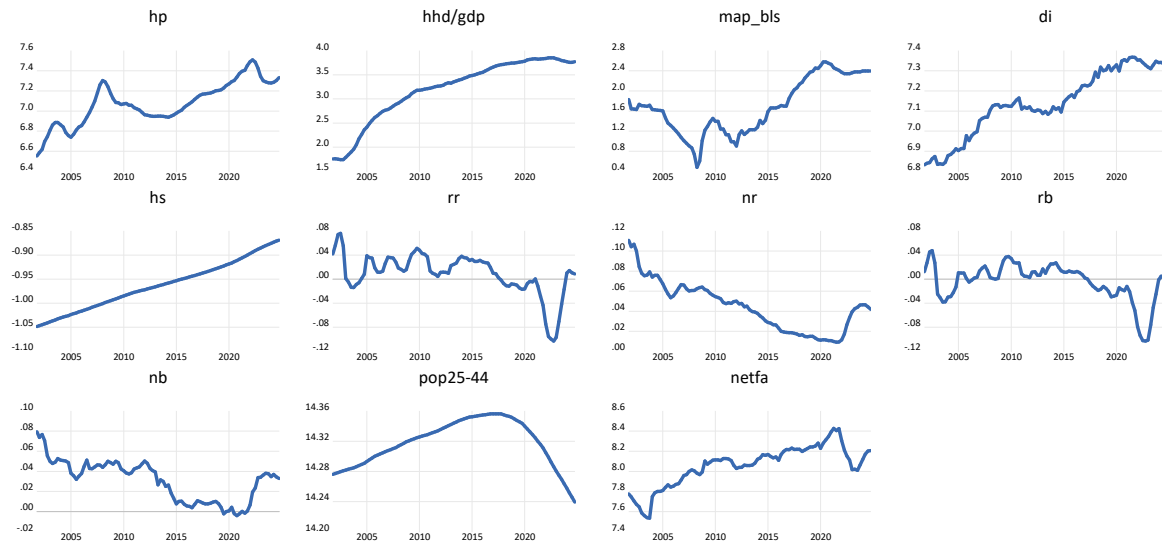 hp hhd/gdp map_bls di
7.6 4.0 2.8 7.4
7.4 3.5 2.4 7.3
7.2 3.0 2.0 7.2
7.0 1.6 7.1
6.8 2.5 1.2 7.0
6.6 2.0 0.8 6.9
6.4 1.5 0.4 6.8
2005 2010 2015 2020 2005 2010 2015 2020 2005 2010 2015 2020 2005 2010 2015 2020
hs rr nr rb
-0.85 .08 .12 .08
-0.90 .04 .10 .04
-0.95 .00 .08 .00
-1.00 -.04 .06 -.04
-1.05 -.08 .04 -.08
-1.10 -.12 .02 -.12
.00
2005 2010 2015 2020 2005 2010 2015 2020 2005 2010 2015 2020 2005 2010 2015 2020
nb pop25-44 netfa
.10 14.36 8.6
.08 14.32 8.4
.06 14.28 8.2
.04 14.24 8.0
.02 14.20 7.8
.00 7.6
-.02 7.4
2005 2010 2015 2020 2005 2010 2015 2020 2005 2010 2015 2020